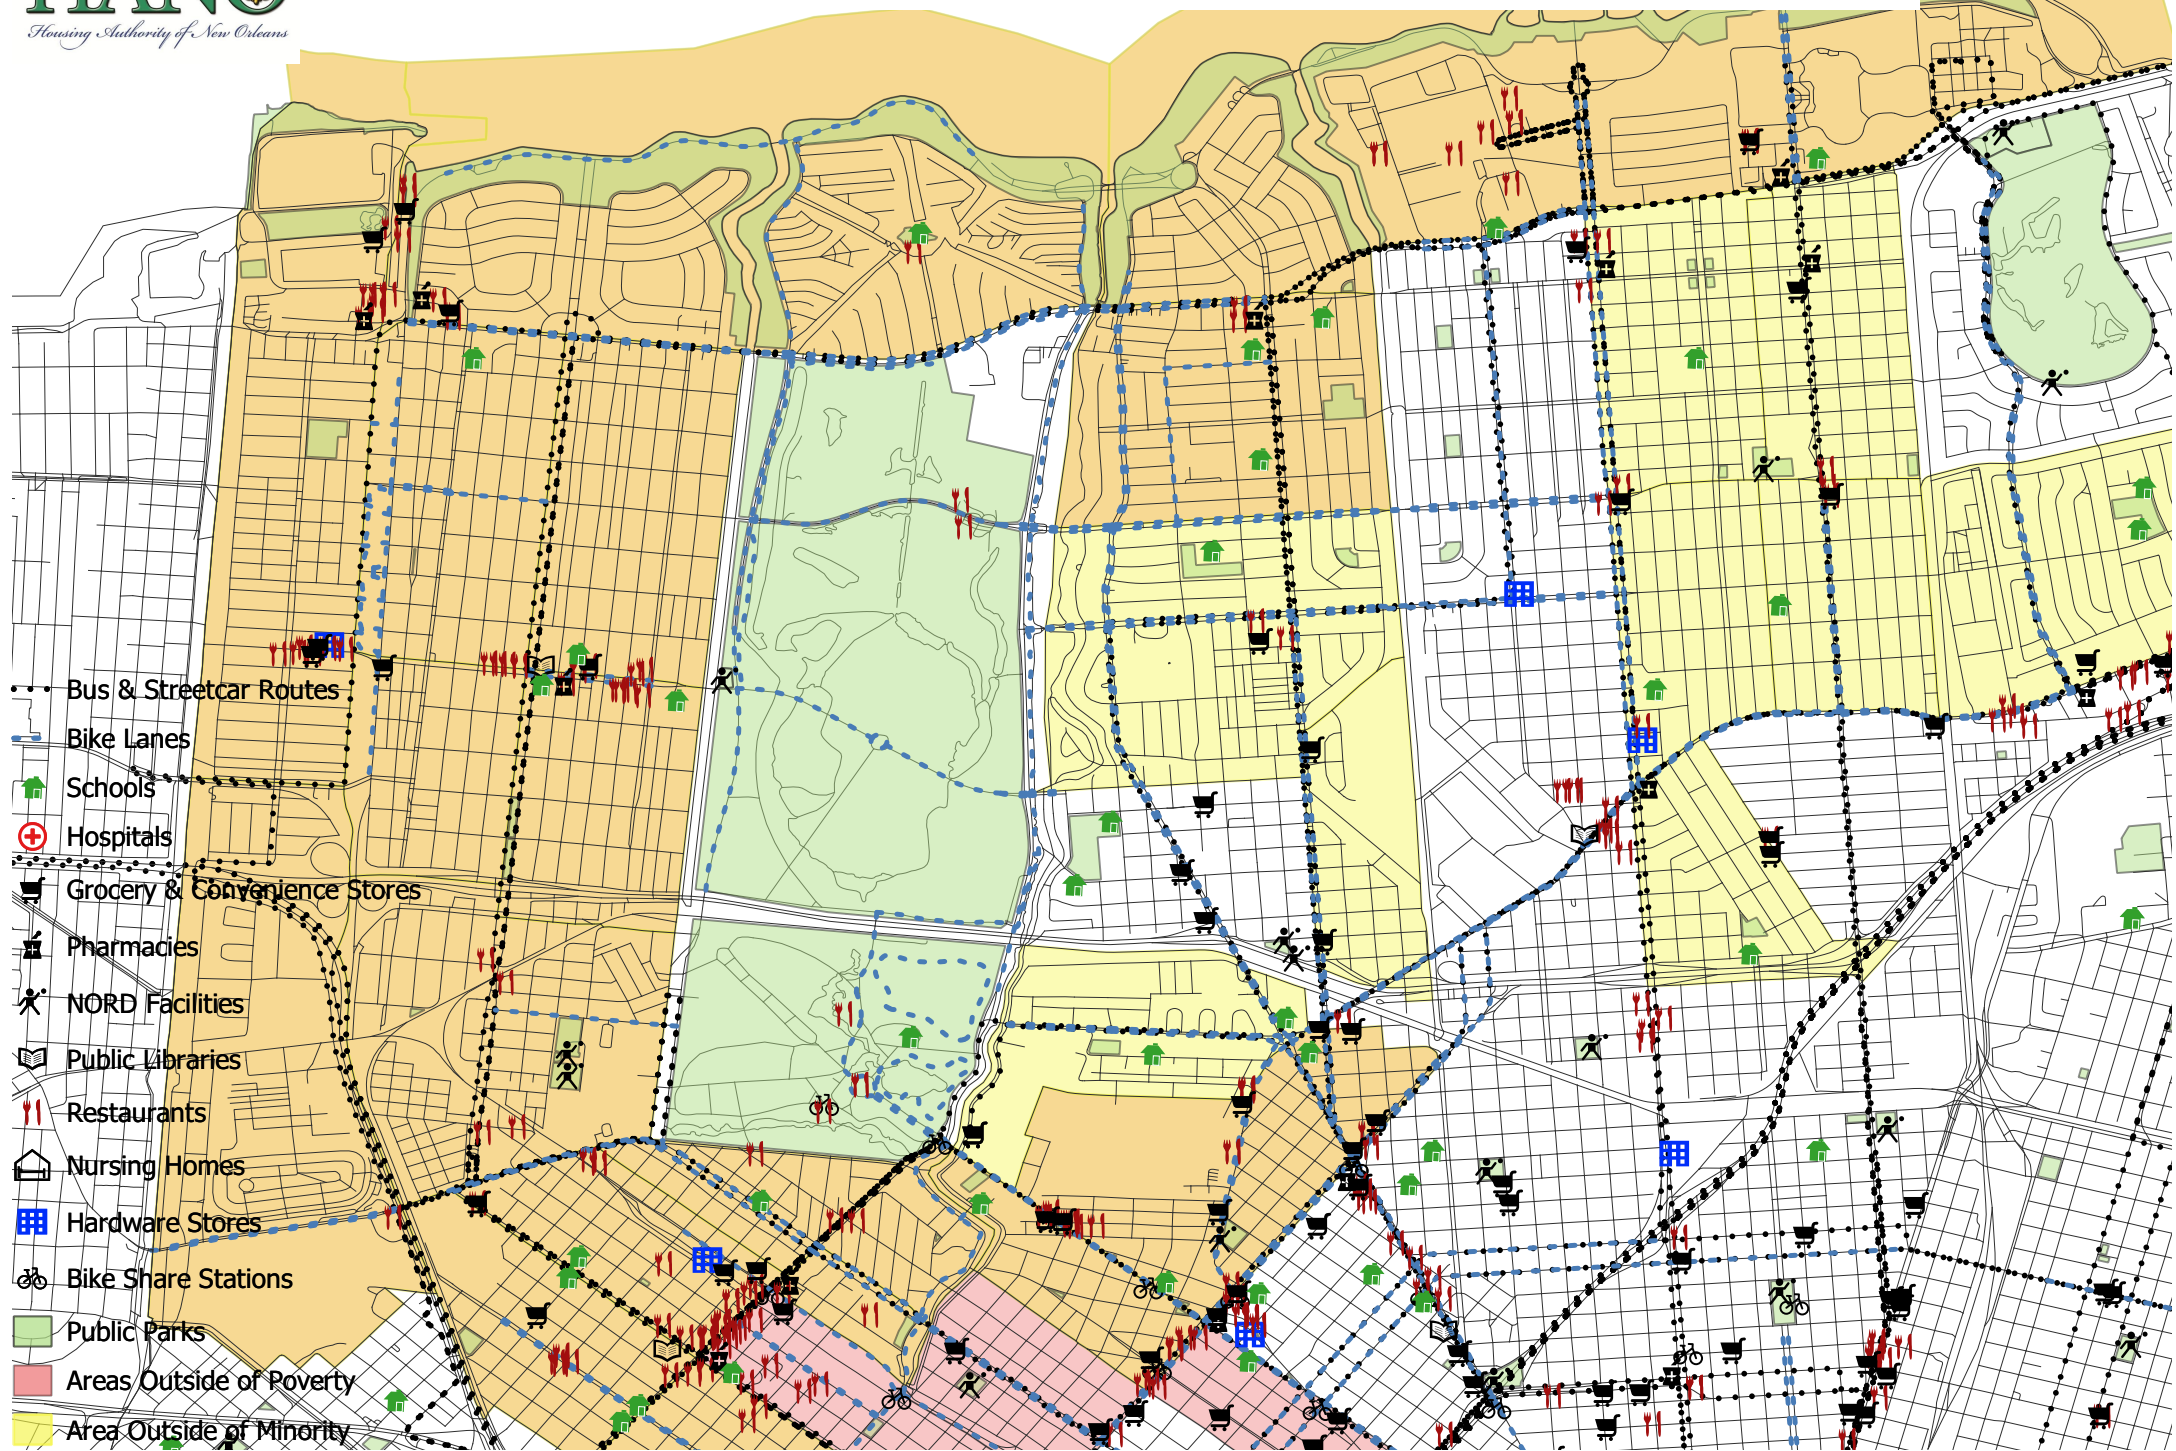 HANO
Housing Authority of New Orleans
Bus & Streetcar Routes
Bike Lanes
Schools
Hospitals
Grocery & Convenience Stores
Pharmacies
NORD Facilities
Public Libraries
Restaurants
Nursing Homes
Hardware Stores
Bike Share Stations
Public Parks
Areas Outside of Poverty
Area Outside of Minority